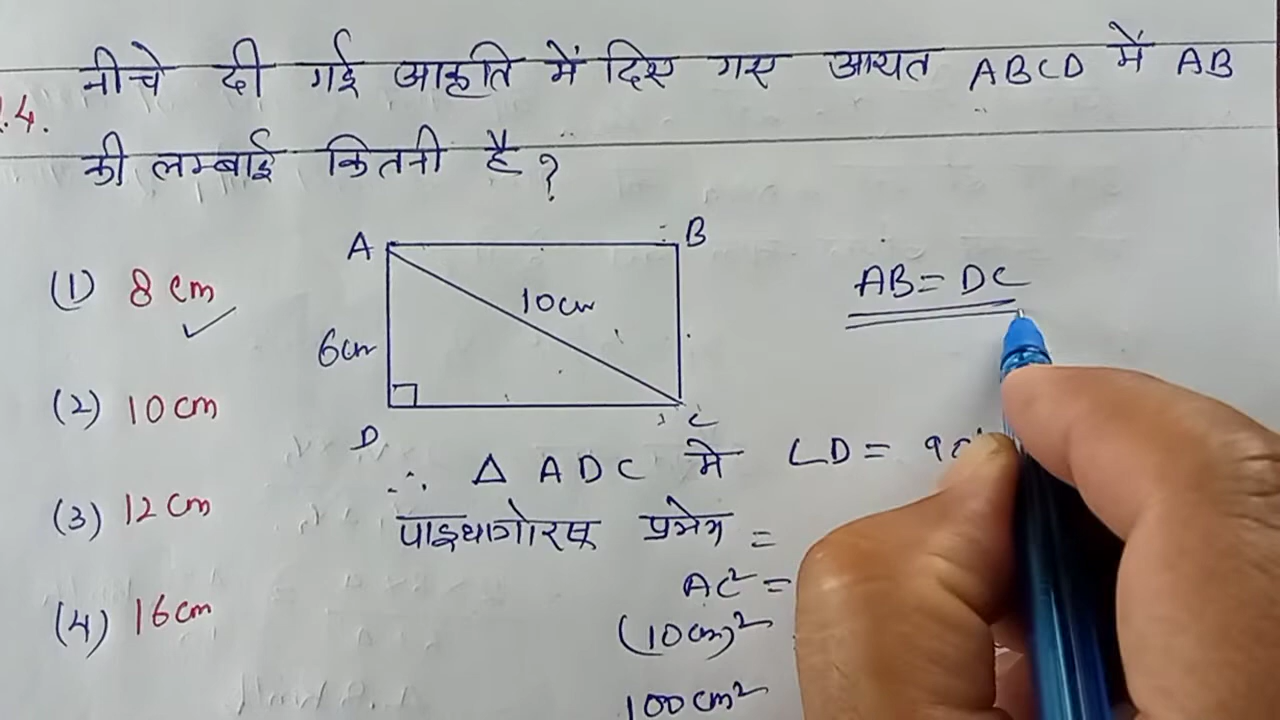 नीचे दी गई आकृति में दिए गए आयत ABCD में AB
.4.
की लम्बाई कितनी है?
A
B
(1) 8 cm
10cm
AB = DC
6cm
(2) 10 cm
D
C
∴ Δ ADC मे ∠D =
(3) 12 cm
पाइथागोरस प्रमेय =
AC² =
(4) 16 cm
(10cm)²
100cm²